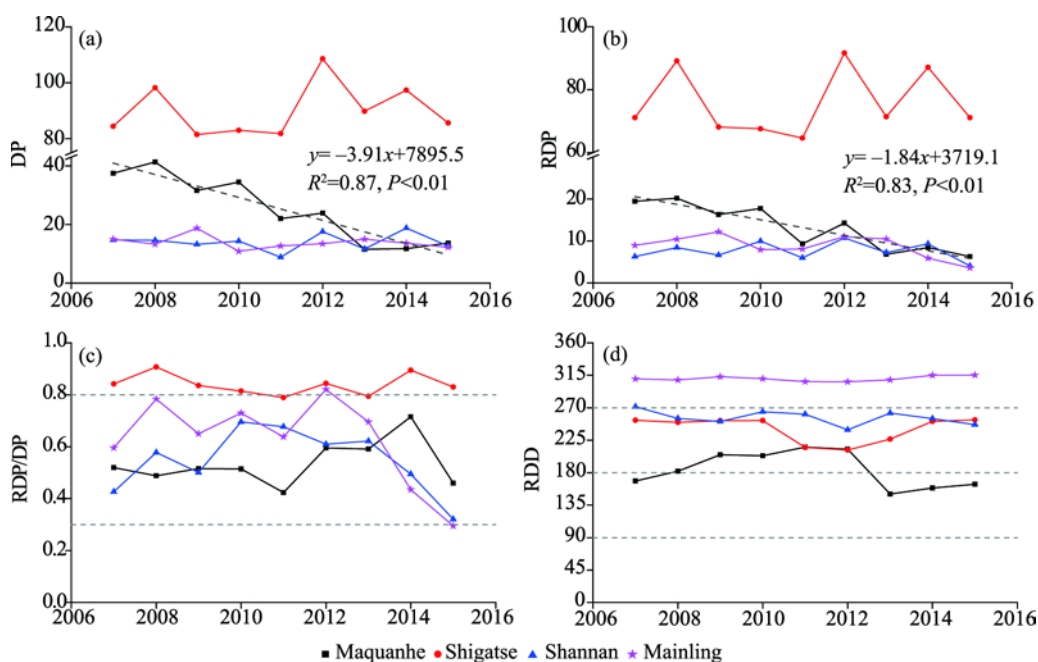 (a)
DP
120
100
80
40
20
0
y= –3.91x+7895.5
R²=0.87, P<0.01
2006 2008 2010 2012 2014 2016
(b)
RDP
100
80
60
20
10
0
y= –1.84x+3719.1
R²=0.83, P<0.01
2006 2008 2010 2012 2014 2016
(c)
RDP/DP
1.0
0.8
0.6
0.4
0.2
0.0
2006 2008 2010 2012 2014 2016
(d)
RDD
360
315
270
225
180
135
90
45
0
2006 2008 2010 2012 2014 2016
Maquanhe Shigatse Shannan Mainling